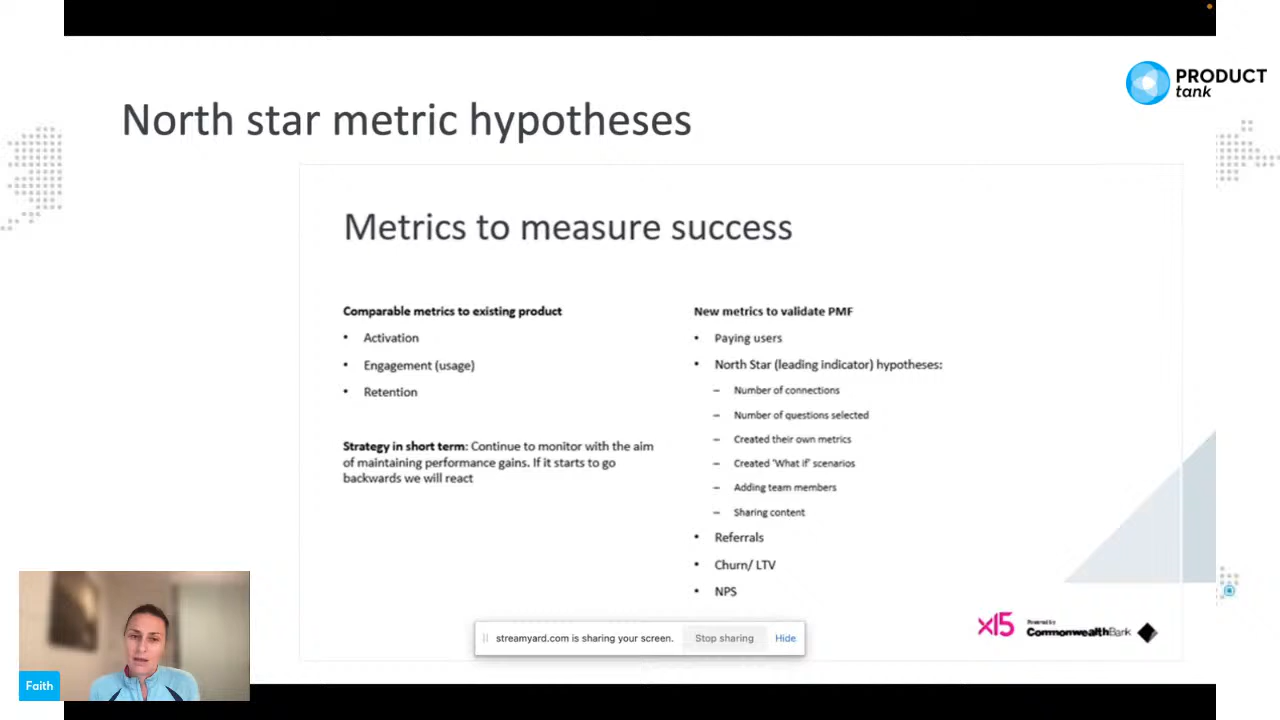 PRODUCT
tank
North star metric hypotheses
Metrics to measure success
Comparable metrics to existing product
• Activation
• Engagement (usage)
• Retention
Strategy in short term: Continue to monitor with the aim
of maintaining performance gains. If it starts to go
backwards we will react
New metrics to validate PMF
• Paying users
• North Star (leading indicator) hypotheses:
– Number of connections
– Number of questions selected
– Created their own metrics
– Created 'What if' scenarios
– Adding team members
– Sharing content
• Referrals
• Churn/ LTV
• NPS
x15
Powered by
CommonwealthBank
streamyard.com is sharing your screen.
Stop sharing
Hide
Faith